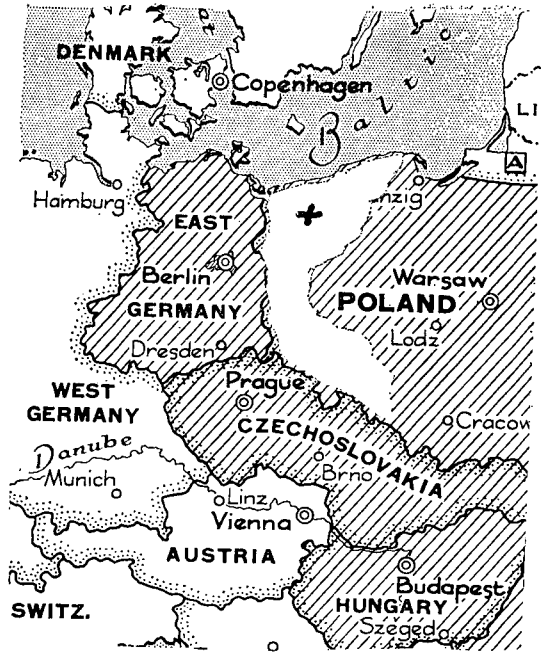 DENMARK
Copenhagen
Baltic
LI
A
Hamburg
nzig
EAST
Berlin
GERMANY
Warsaw
POLAND
Lodz
Dresden
Prague
WEST
GERMANY
CZECHOSLOVAKIA
Cracow
Danube
Brno
Munich
Linz
Vienna
AUSTRIA
Budapest
SWITZ.
HUNGARY
Szeged